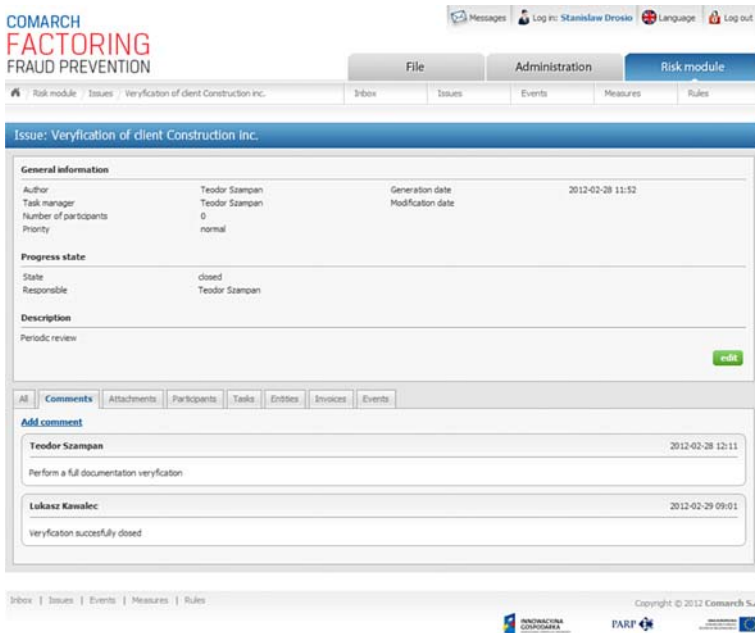 COMARCH
FACTORING
FRAUD PREVENTION
Messages Log in: Stanislaw Drosio Language Log out
File Administration Risk module
Risk module / Issues / Veryfication of client Construction inc. Inbox Issues Events Measures Rules
Issue: Veryfication of client Construction inc.
General information
Author Teodor Szampan Generation date 2012-02-28 11:52
Task manager Teodor Szampan Modification date
Number of participants 0
Priority normal
Progress state
State closed
Responsible Teodor Szampan
Description
Periodic review
edit
All Comments Attachments Participants Tasks Entities Invoices Events
Add comment
Teodor Szampan 2012-02-28 12:11
Perform a full documentation veryfication
Lukasz Kawalec 2012-02-29 09:01
Veryfication succesfully closed
Inbox | Issues | Events | Measures | Rules
Copyright © 2012 Comarch S.
INNOWACYJNA
GOSPODARKA
PARP